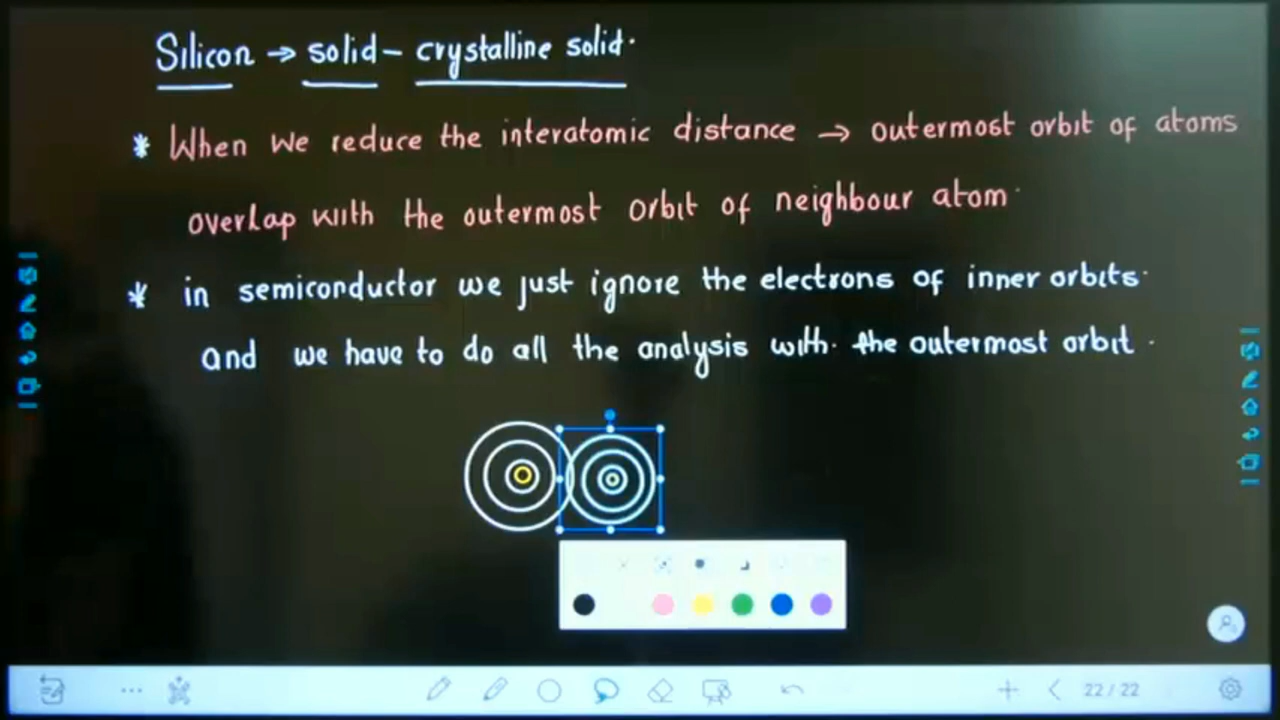 Silicon → solid - crystalline solid.
* When we reduce the interatomic distance → outermost orbit of atoms
overlap with the outermost orbit of neighbour atom.
* in semiconductor we just ignore the electrons of inner orbits.
and we have to do all the analysis with. the outermost orbit.
22/22